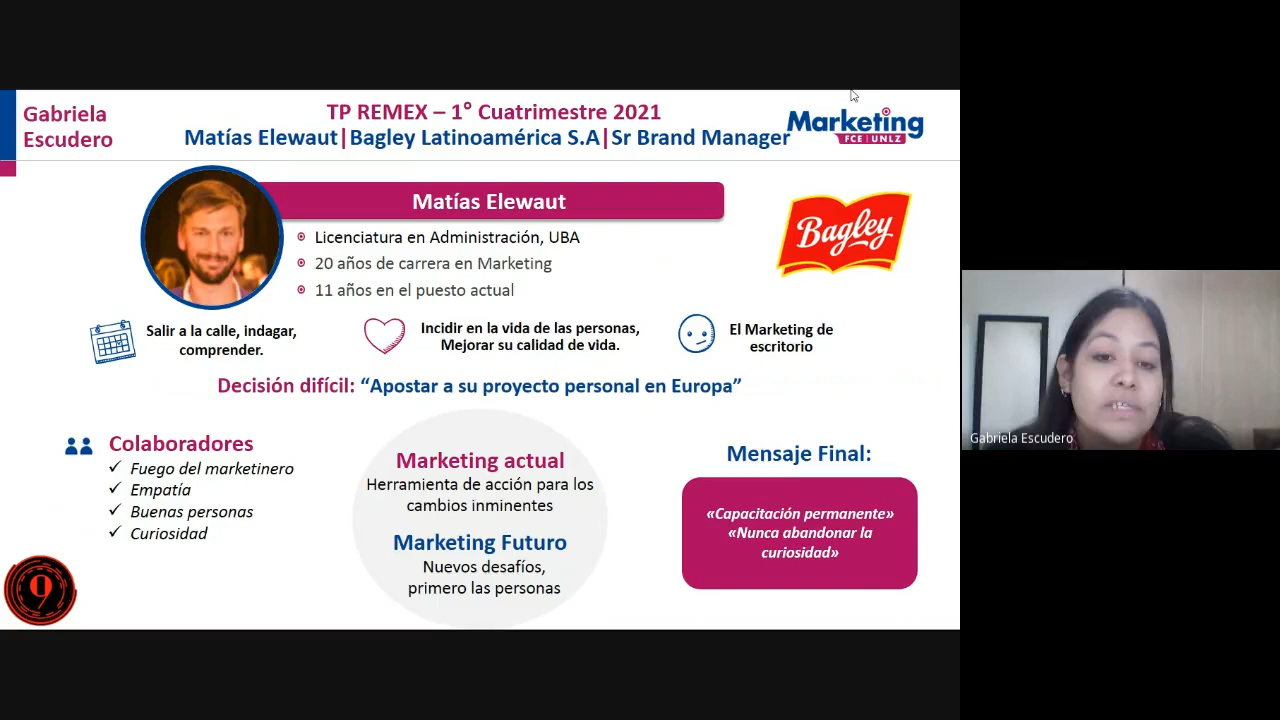 Gabriela
Escudero
TP REMEX – 1° Cuatrimestre 2021
Matías Elewaut|Bagley Latinoamérica S.A|Sr Brand Manager
Marketing
FCE | UNLZ
Matías Elewaut
Licenciatura en Administración, UBA
20 años de carrera en Marketing
11 años en el puesto actual
Bagley
Salir a la calle, indagar,
comprender.
Incidir en la vida de las personas,
Mejorar su calidad de vida.
El Marketing de
escritorio
Decisión difícil: “Apostar a su proyecto personal en Europa”
Colaboradores
Fuego del marketinero
Empatía
Buenas personas
Curiosidad
Marketing actual
Herramienta de acción para los
cambios inminentes
Marketing Futuro
Nuevos desafíos,
primero las personas
Mensaje Final:
«Capacitación permanente»
«Nunca abandonar la
curiosidad»
9
Gabriela Escudero